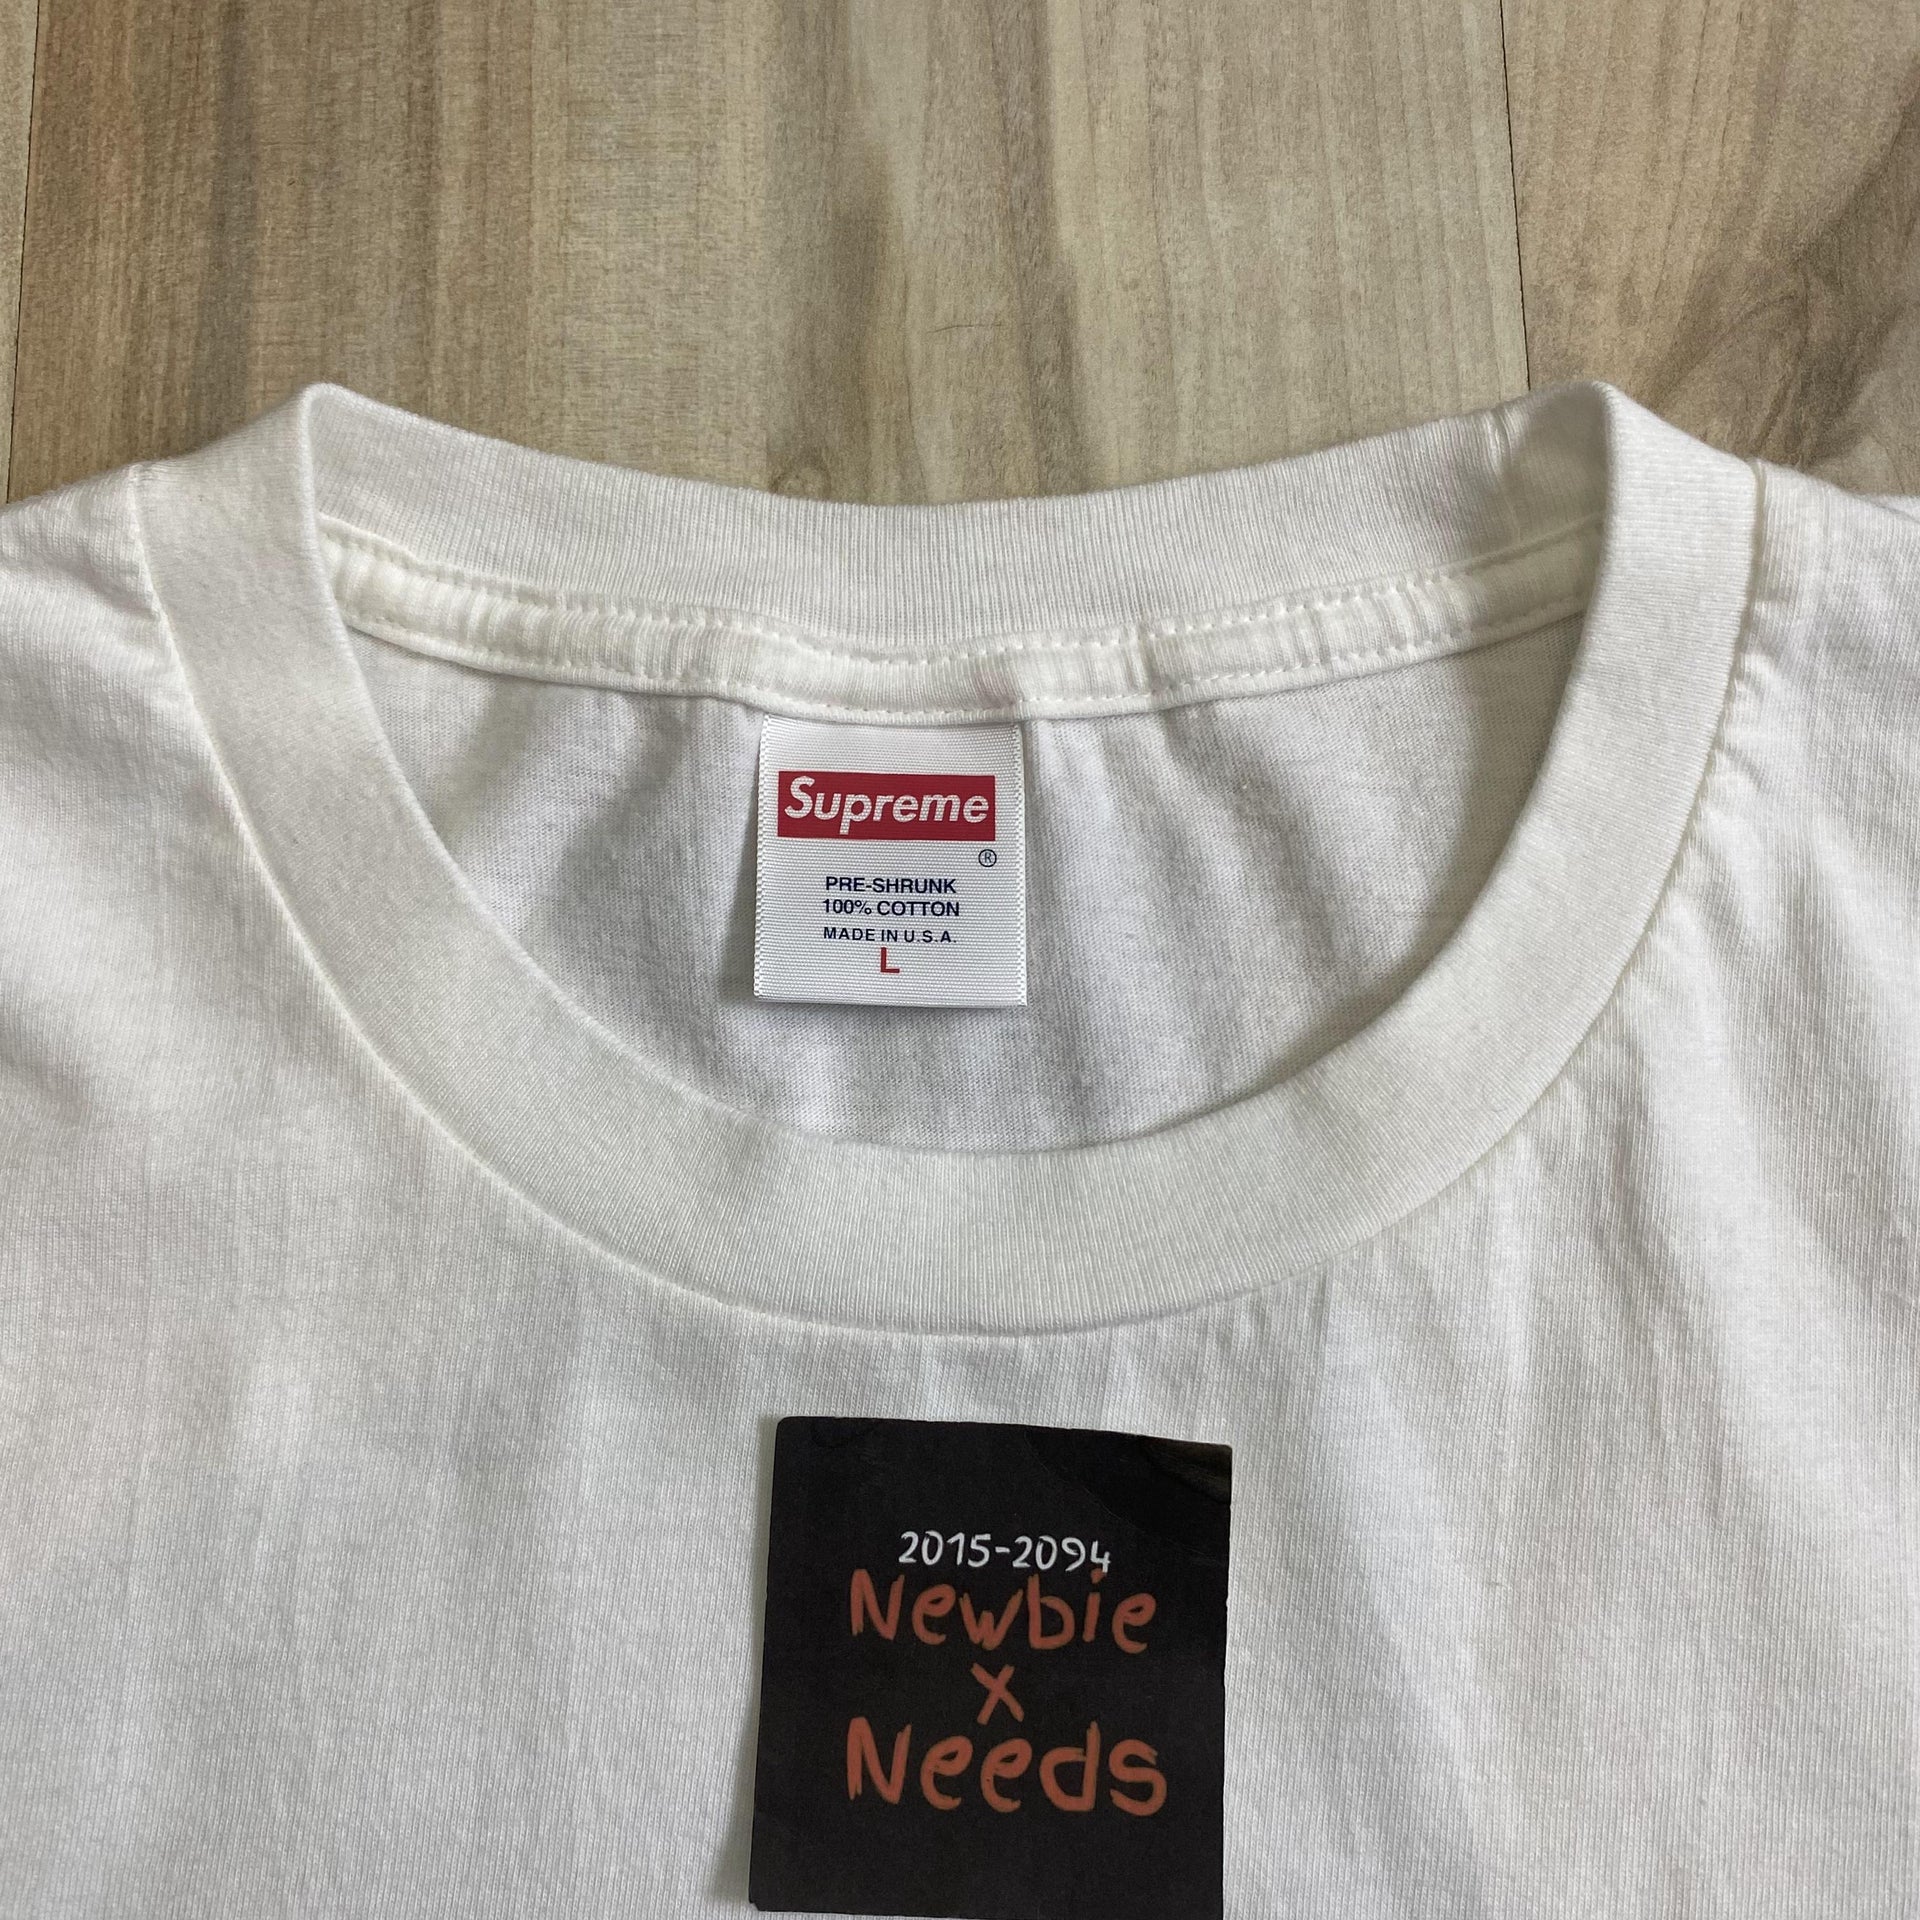 Supreme
®
PRE-SHRUNK
100% COTTON
MADE IN U.S.A.
L
2015-2094
Newbie
x
Needs